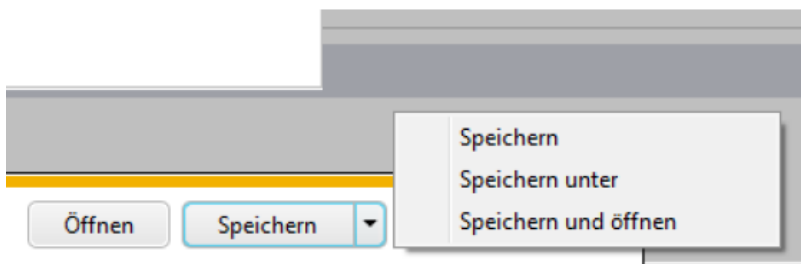 Speichern
Speichern unter
Speichern und öffnen
Öffnen
Speichern